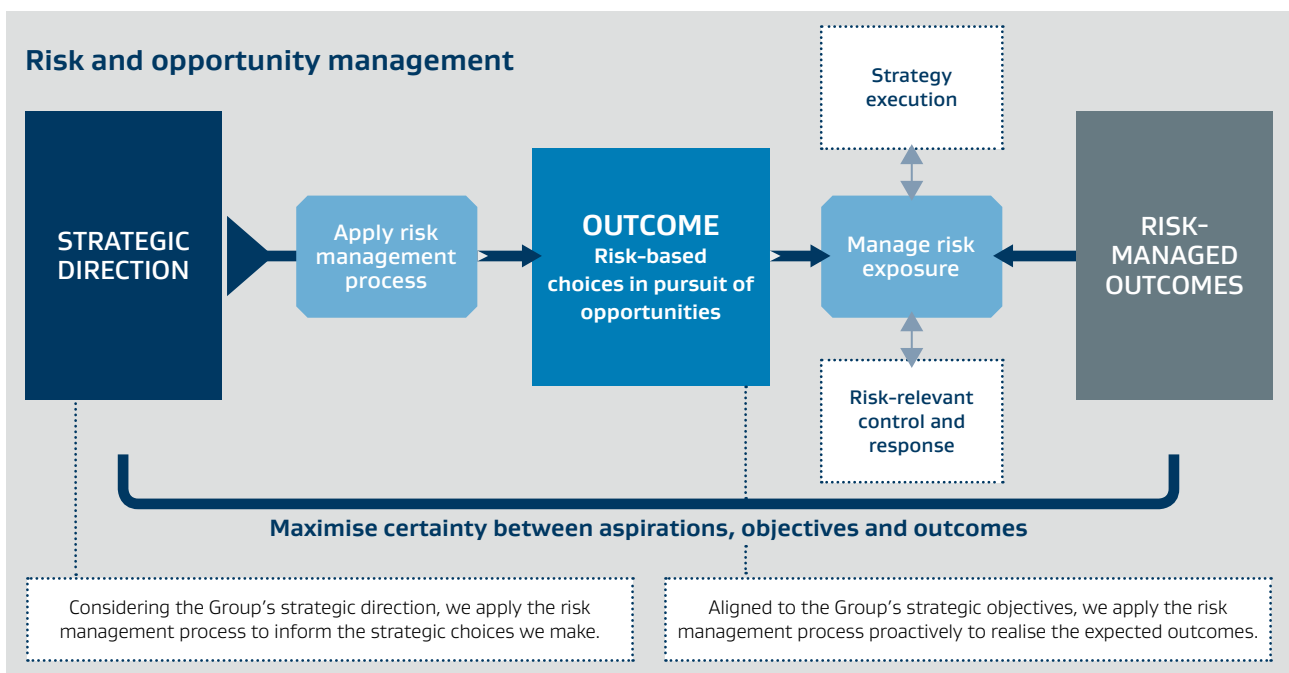 Risk and opportunity management
STRATEGIC
DIRECTION
Apply risk
management
process
OUTCOME
Risk-based
choices in pursuit of
opportunities
Strategy
execution
Manage risk
exposure
Risk-relevant
control and
response
RISK-
MANAGED
OUTCOMES
Maximise certainty between aspirations, objectives and outcomes
Considering the Group’s strategic direction, we apply the risk
management process to inform the strategic choices we make.
Aligned to the Group’s strategic objectives, we apply the risk
management process proactively to realise the expected outcomes.